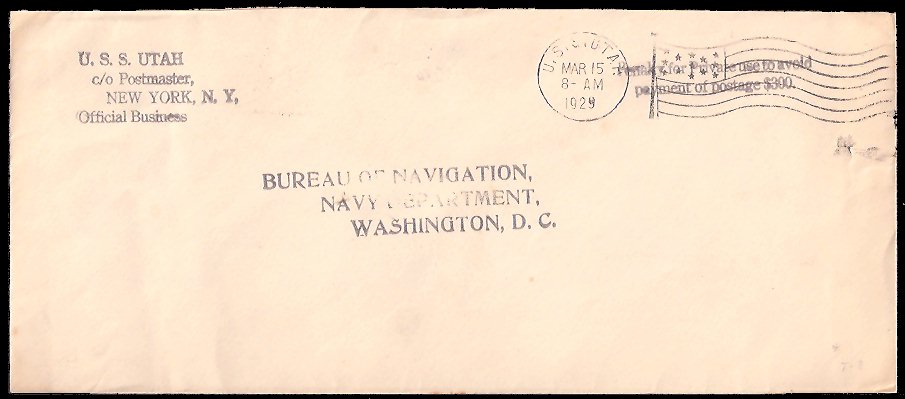 U. S. S. UTAH
c/o Postmaster,
NEW YORK, N. Y,
Official Business
U.S.S. UTAH
MAR 15
8- AM
1929
Penalty for Private use to avoid
payment of postage $300.
BUREAU OF NAVIGATION,
NAVY DEPARTMENT,
WASHINGTON, D. C.